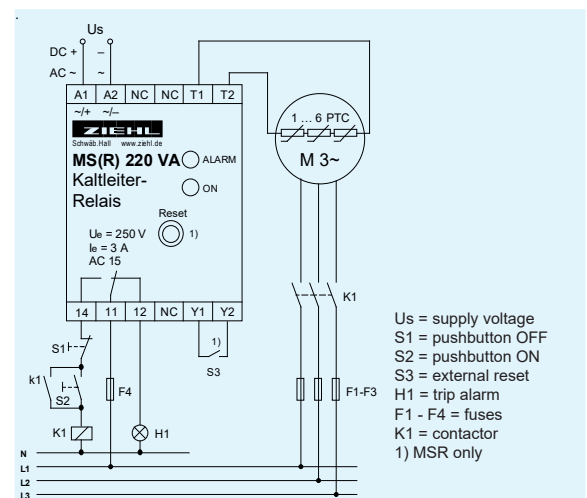 Us
DC + –
AC ~ ~
A1 A2 NC NC T1 T2
~/+ ~/–
ZIEHL
Schwäb.Hall www.ziehl.de
MS(R) 220 VA ALARM
Kaltleiter-
Relais
ON
Reset
1)
Ue = 250 V
Ie = 3 A
AC 15
1 ... 6 PTC
M 3~
K1
14 11 12 NC Y1 Y2
S1
1)
S3
k1
S2
F4
F1-F3
K1
H1
N
L1
L2
L3
Us = supply voltage
S1 = pushbutton OFF
S2 = pushbutton ON
S3 = external reset
H1 = trip alarm
F1 - F4 = fuses
K1 = contactor
1) MSR only